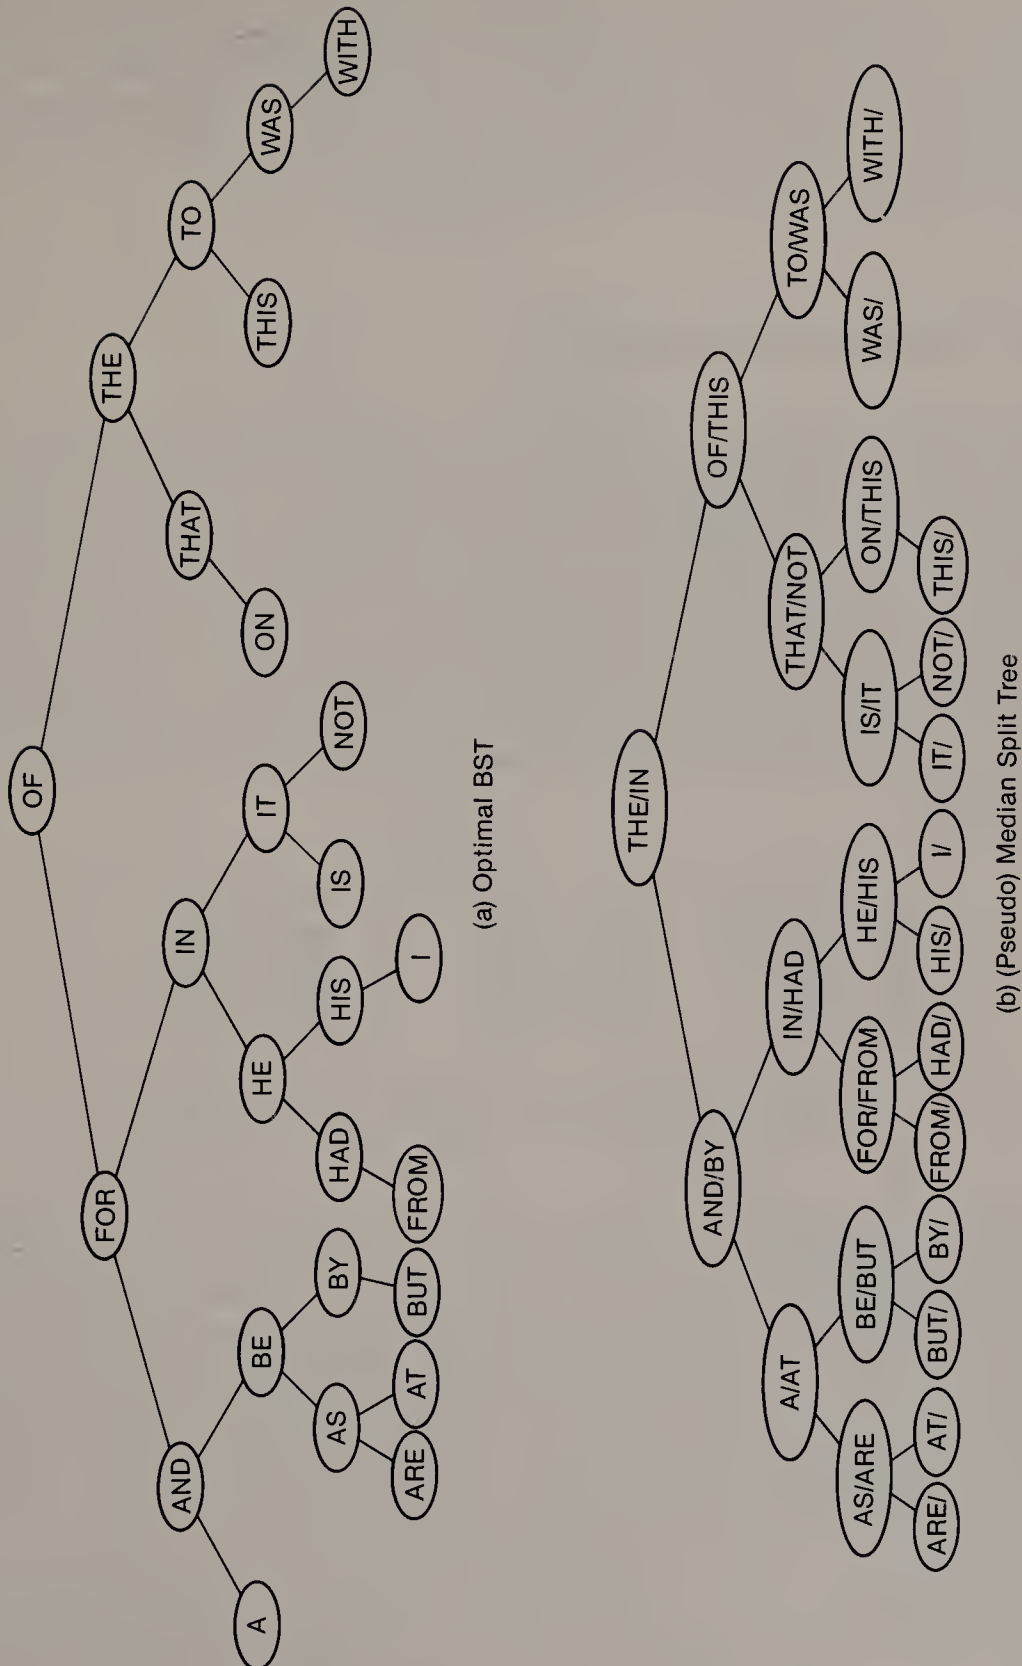 OF
FOR
THE
AND
IN
THAT
TO
A
BE
HE
IT
ON
THIS
WAS
AS
BY
HAD
HIS
IS
NOT
WITH
ARE
AT
BUT
FROM
I
(a) Optimal BST
THE/IN
AND/BY
OF/THIS
A/AT
IN/HAD
THAT/NOT
TO/WAS
AS/ARE
BE/BUT
FOR/FROM
HE/HIS
IS/IT
ON/THIS
WAS/
WITH/
ARE/
AT/
BUT/
BY/
FROM/
HAD/
HIS/
I/
IT/
NOT/
THIS/
(b) (Pseudo) Median Split Tree